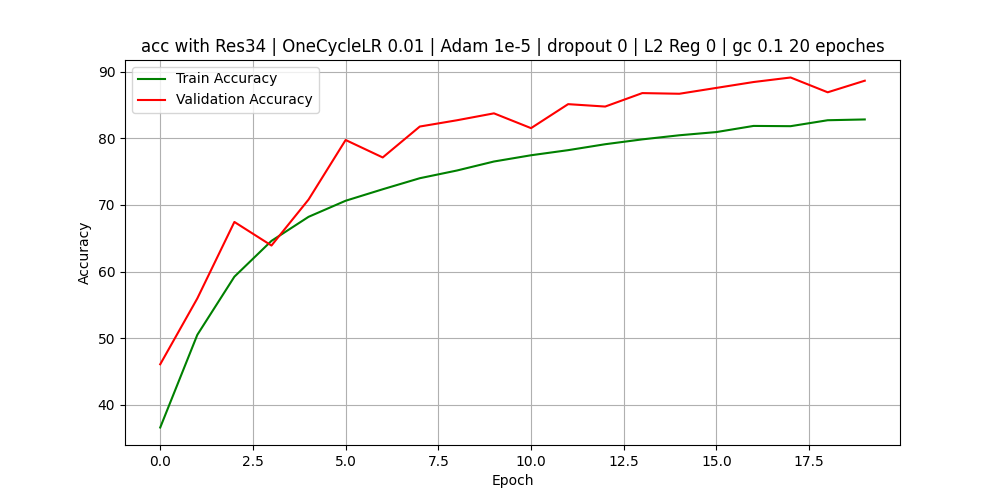 acc with Res34 | OneCycleLR 0.01 | Adam 1e-5 | dropout 0 | L2 Reg 0 | gc 0.1 20 epoches
Train Accuracy
Validation Accuracy
Accuracy
90
80
70
60
50
40
0.0 2.5 5.0 7.5 10.0 12.5 15.0 17.5
Epoch